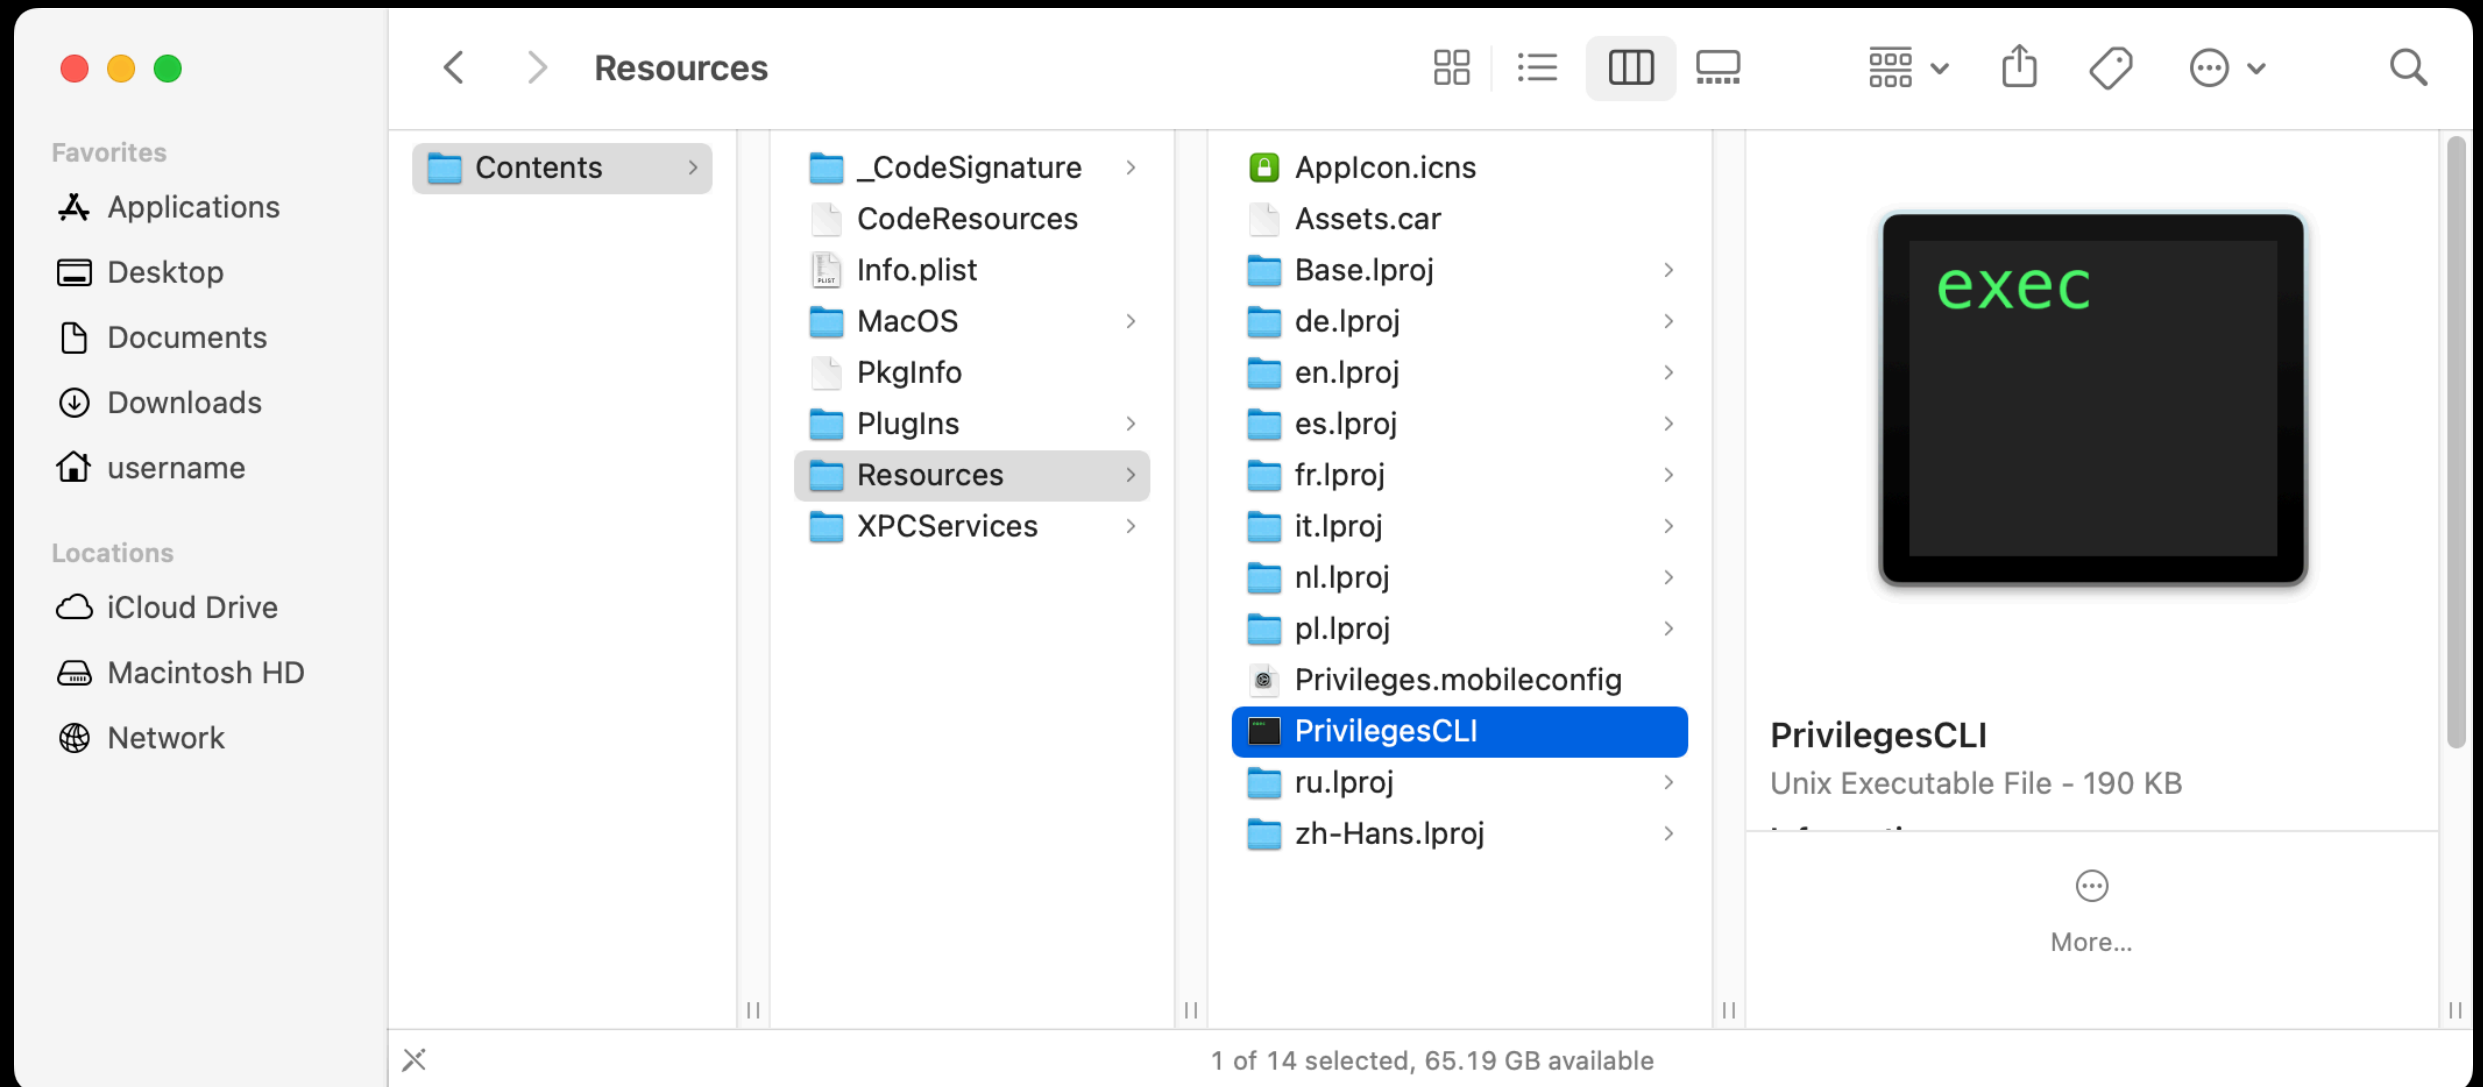 Resources
Favorites
Applications
Desktop
Documents
Downloads
username
Locations
iCloud Drive
Macintosh HD
Network
Contents
_CodeSignature
CodeResources
Info.plist
MacOS
PkgInfo
PlugIns
Resources
XPCServices
AppIcon.icns
Assets.car
Base.lproj
de.lproj
en.lproj
es.lproj
fr.lproj
it.lproj
nl.lproj
pl.lproj
Privileges.mobileconfig
PrivilegesCLI
ru.lproj
zh-Hans.lproj
exec
PrivilegesCLI
Unix Executable File - 190 KB
More...
1 of 14 selected, 65.19 GB available